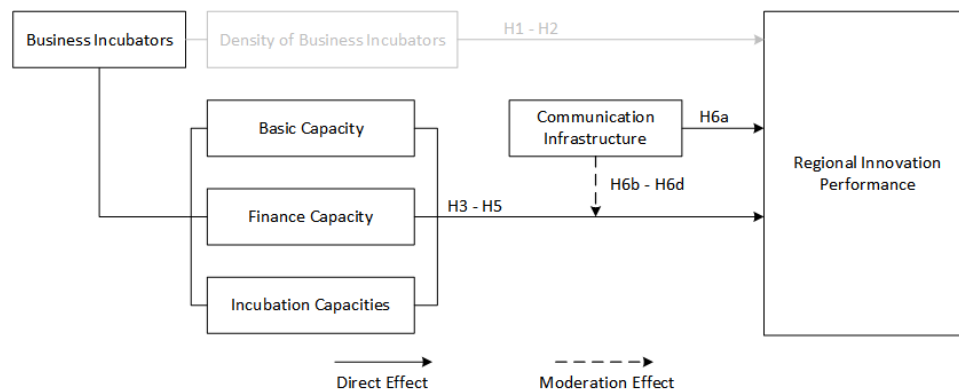 Business Incubators
Density of Business Incubators
H1 - H2
Basic Capacity
Communication
Infrastructure
H6a
Regional Innovation
Performance
H6b - H6d
Finance Capacity
H3 - H5
Incubation Capacities
Direct Effect
Moderation Effect